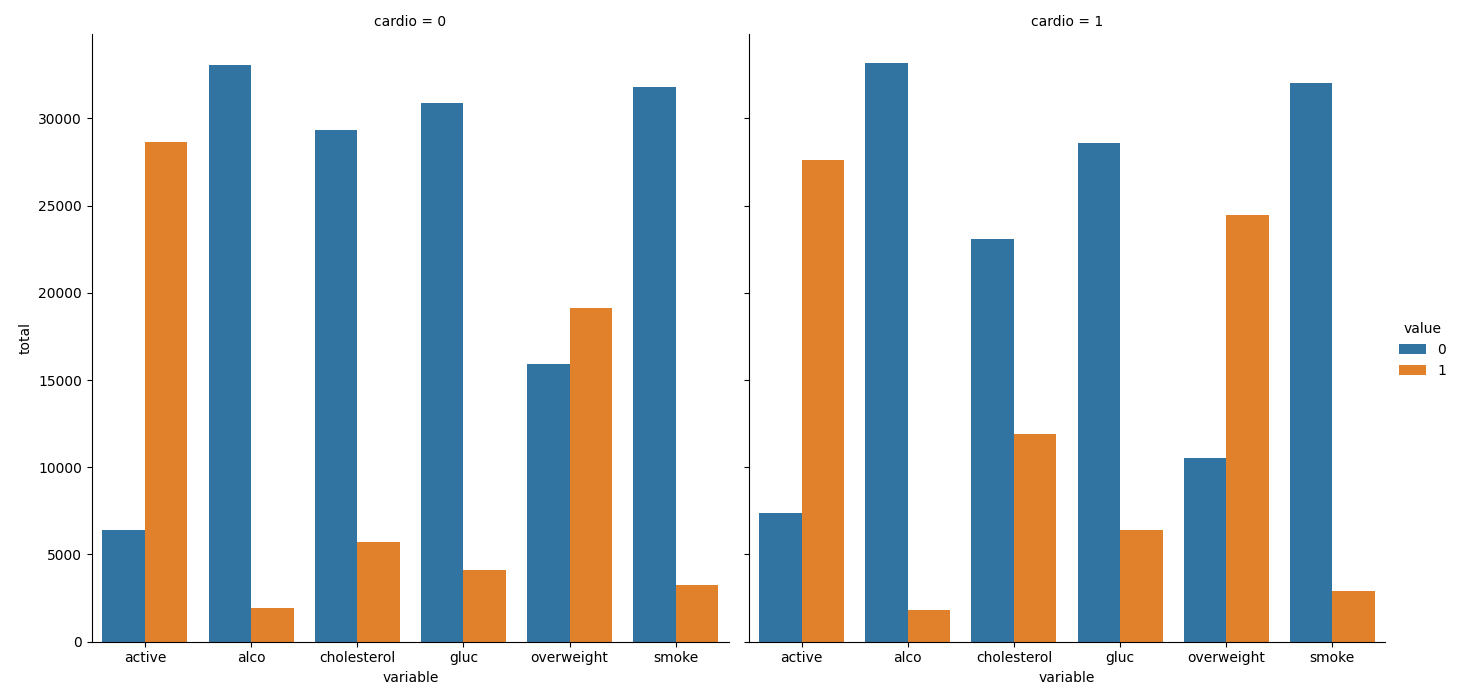 cardio = 0
cardio = 1
total
30000
25000
20000
15000
10000
5000
0
active alco cholesterol gluc overweight smoke
variable
active alco cholesterol gluc overweight smoke
variable
value
0
1